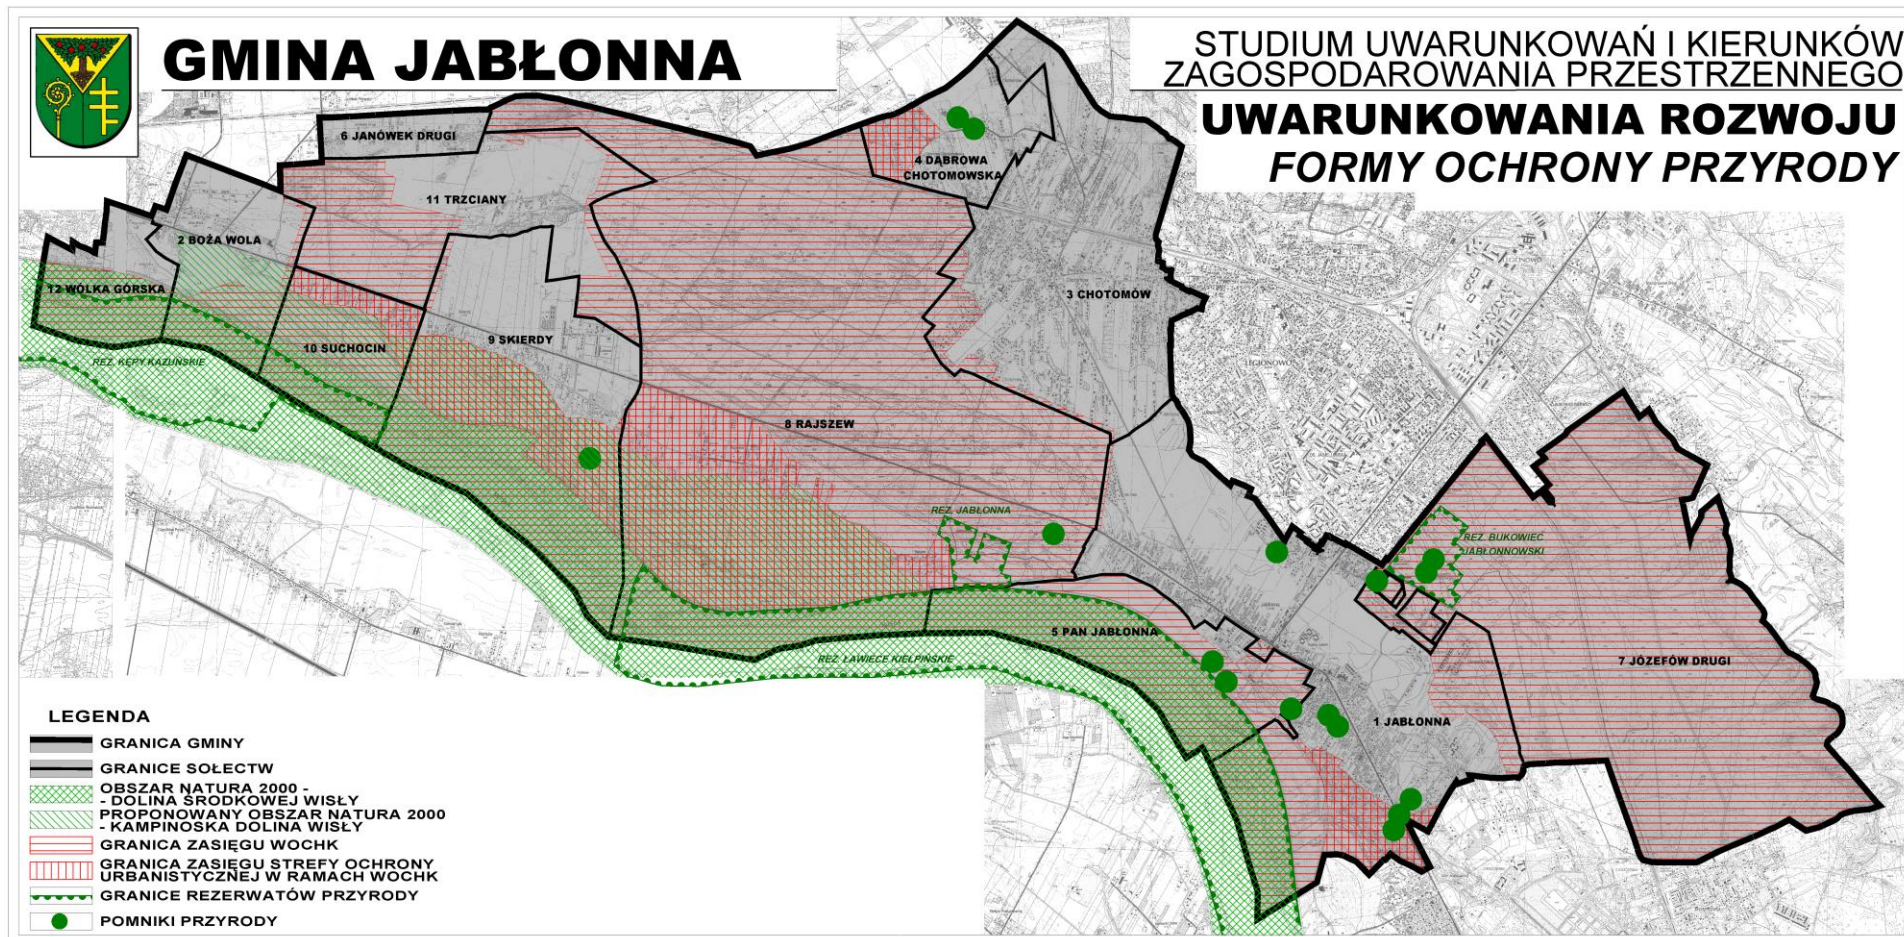 GMINA JABŁONNA
STUDIUM UWARUNKOWAŃ I KIERUNKÓW
ZAGOSPODAROWANIA PRZESTRZENNEGO
UWARUNKOWANIA ROZWOJU
FORMY OCHRONY PRZYRODY
6 JANÓWEK DRUGI
4 DĄBROWA
CHOTOMOWSKA
11 TRZCIANY
2 BOŻA WOLA
12 WÓLKA GÓRSKA
3 CHOTOMÓW
9 SKIERDY
10 SUCHOCIN
REZ. KĘPY KAZUŃSKIE
LEGIONOWO
LEGIONOWO
8 RAJSZEW
REZ. JABŁONNA
REZ. BUKOWIEC
JABŁONNOWSKI
5 PAN JABŁONNA
REZ. ŁAWICE KIEŁPIŃSKIE
7 JÓZEFÓW DRUGI
1 JABŁONNA
LEGENDA
GRANICA GMINY
GRANICE SOŁECTW
OBSZAR NATURA 2000 -
- DOLINA ŚRODKOWEJ WISŁY
PROPONOWANY OBSZAR NATURA 2000
- KAMPINOSKA DOLINA WISŁY
GRANICA ZASIĘGU WOCHK
GRANICA ZASIĘGU STREFY OCHRONY
URBANISTYCZNEJ W RAMACH WOCHK
GRANICE REZERWATÓW PRZYRODY
POMNIKI PRZYRODY